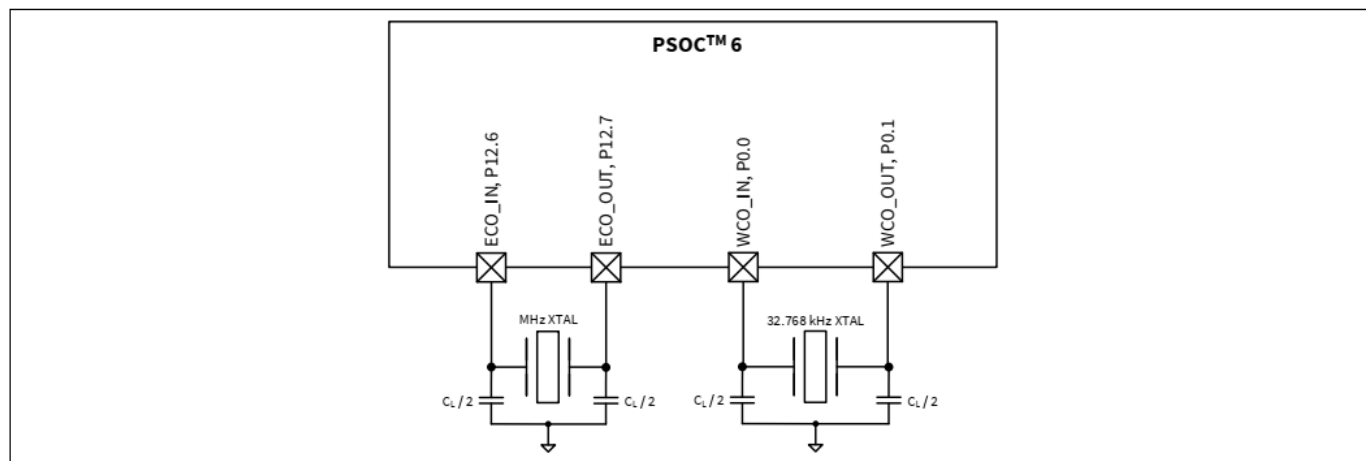 PSOC™ 6
ECO_IN, P12.6
ECO_OUT, P12.7
WCO_IN, P0.0
WCO_OUT, P0.1
MHz XTAL
32.768 kHz XTAL
CL / 2
CL / 2
CL / 2
CL / 2